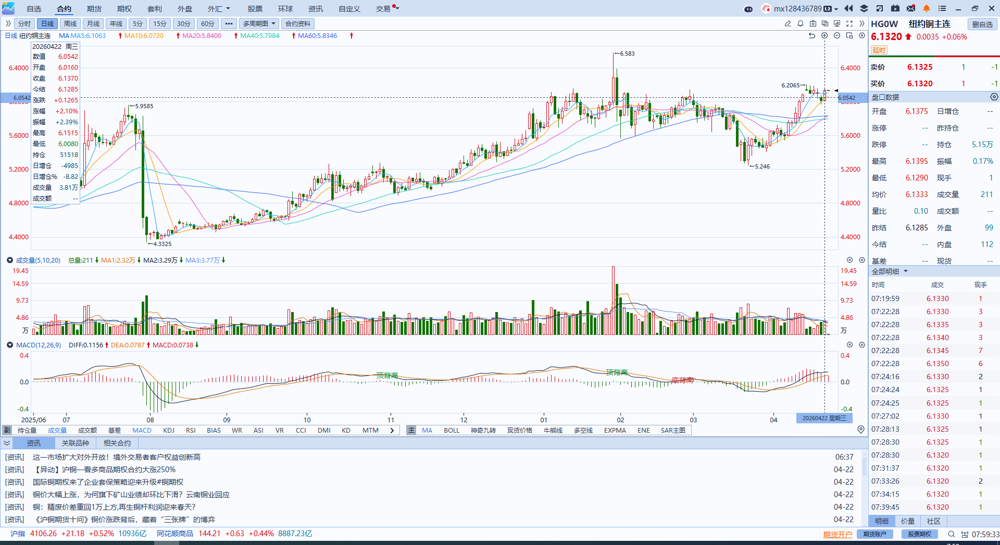 自选 合约 期货 期权 套利 外盘 外汇 股票 环球 资讯 自定义 交易 mx128436789 L2
分时 日线 周线 月线 年线 5分 15分 30分 60分 ••• 多周期图 合约资料
日线 纽约铜主连 MA MA5:6.1063 MA10:6.0720 MA20:5.8400 MA40:5.7984 MA60:5.8346
20260422 周三
数值 6.0542
开盘 6.0160
收盘 6.1370
今结 6.1285
涨跌 +0.1265
涨幅 +2.10%
振幅 +2.39%
最高 6.1515
最低 6.0080
持仓 51518
日增仓 -4985
日增仓% -8.82
成交量 3.81万
成交额 --
6.4000
6.0542
5.6000
5.2000
4.8000
4.4000
5.9585
4.3325
6.583
5.246
6.2065
6.4000
6.0542
5.6000
5.2000
4.8000
4.4000
成交量(5,10,20) 总量:211 MA1:2.32万 MA2:3.29万 MA3:3.77万
19.45 19.45
14.59 14.59
9.73 9.73
4.86 4.86
万 万
MACD(12,26,9) DIFF:0.1156 DEA:0.0787 MACD:0.0738
0.4 0.4
顶背离 顶背离 底背离
0.0 0.0
-0.4 -0.4
2025/06 07 08 09 10 11 12 01 02 03 04 20260422 星期三
副 持仓量 成交量 成交额 基差 MACD KDJ RSI BIAS WR ASI VR CCI DMI KD MTM 主 MA BOLL 神奇九转 现货价格 牛熊线 多空线 EXPMA ENE SAR主图
资讯 关联品种 相关合约
[资讯] 这一市场扩大对外开放！境外交易者客户权益创新高 06:37
[资讯] 【异动】沪铜一看多商品期权合约大涨250% 04-22
[资讯] 国际铜期权来了企业套保策略迎来升级#铜期权 04-22
[资讯] 铜价大幅上涨，为何旗下矿山业绩却环比下滑？云南铜业回应 04-22
[资讯] 铜：精废价差重回1万上方,再生铜杆利润迎来春天？ 04-22
[资讯] 《沪铜期货十问》铜价涨跌背后，藏着“三张牌”的博弈 04-22
沪指 4106.26 +21.18 +0.52% 10936亿 同花顺商品 144.21 +0.63 +0.44% 8887.23亿 期货开户 期货账户 股票期权 07:59:33
HG0W 纽约铜主连 删自选
6.1320 0.0035 +0.06%
延时
卖价 6.1325 1 -1
买价 6.1320 1 -1
盘口数据
开盘 6.1375 日增仓 --
涨停 -- 昨持仓 --
跌停 -- 持仓 5.15万
最高 6.1395 振幅 0.17%
最低 6.1290 现手 1
均价 6.1333 成交量 211
量比 0.10 成交额 --
昨结 6.1285 外盘 99
今结 -- 内盘 112
基差 -- 现货 --
全部明细
时间 成交 现手
07:19:59 6.1330 1
07:22:28 6.1330 3
07:22:28 6.1335 3
07:22:28 6.1340 3
07:22:28 6.1345 7
07:22:28 6.1350 6
07:24:16 6.1330 2
07:24:24 6.1325 1
07:24:25 6.1325 1
07:27:02 6.1330 1
07:28:13 6.1325 1
07:28:30 6.1325 1
07:28:30 6.1320 1
07:31:37 6.1320 1
07:33:26 6.1320 2
07:34:15 6.1320 1
07:39:45 6.1320 1
明细 价量 社区